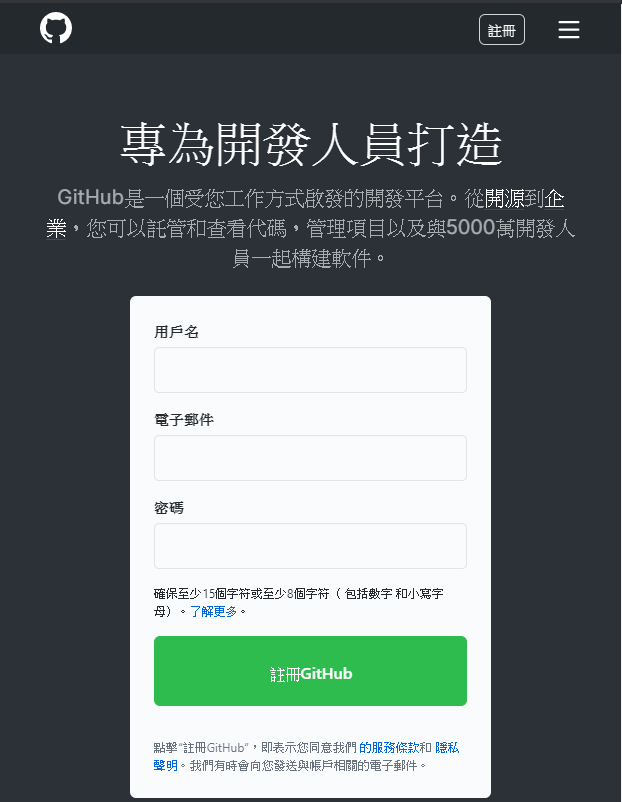 註冊
專為開發人員打造
GitHub是一個受您工作方式啟發的開發平台。從開源到企
業，您可以託管和查看代碼，管理項目以及與5000萬開發人
員一起構建軟件。
用戶名
電子郵件
密碼
確保至少15個字符或至少8個字符（ 包括數字 和小寫字
母）。了解更多。
註冊GitHub
點擊“註冊GitHub”，即表示您同意我們 的服務條款和 隱私
聲明。我們有時會向您發送與帳戶相關的電子郵件。